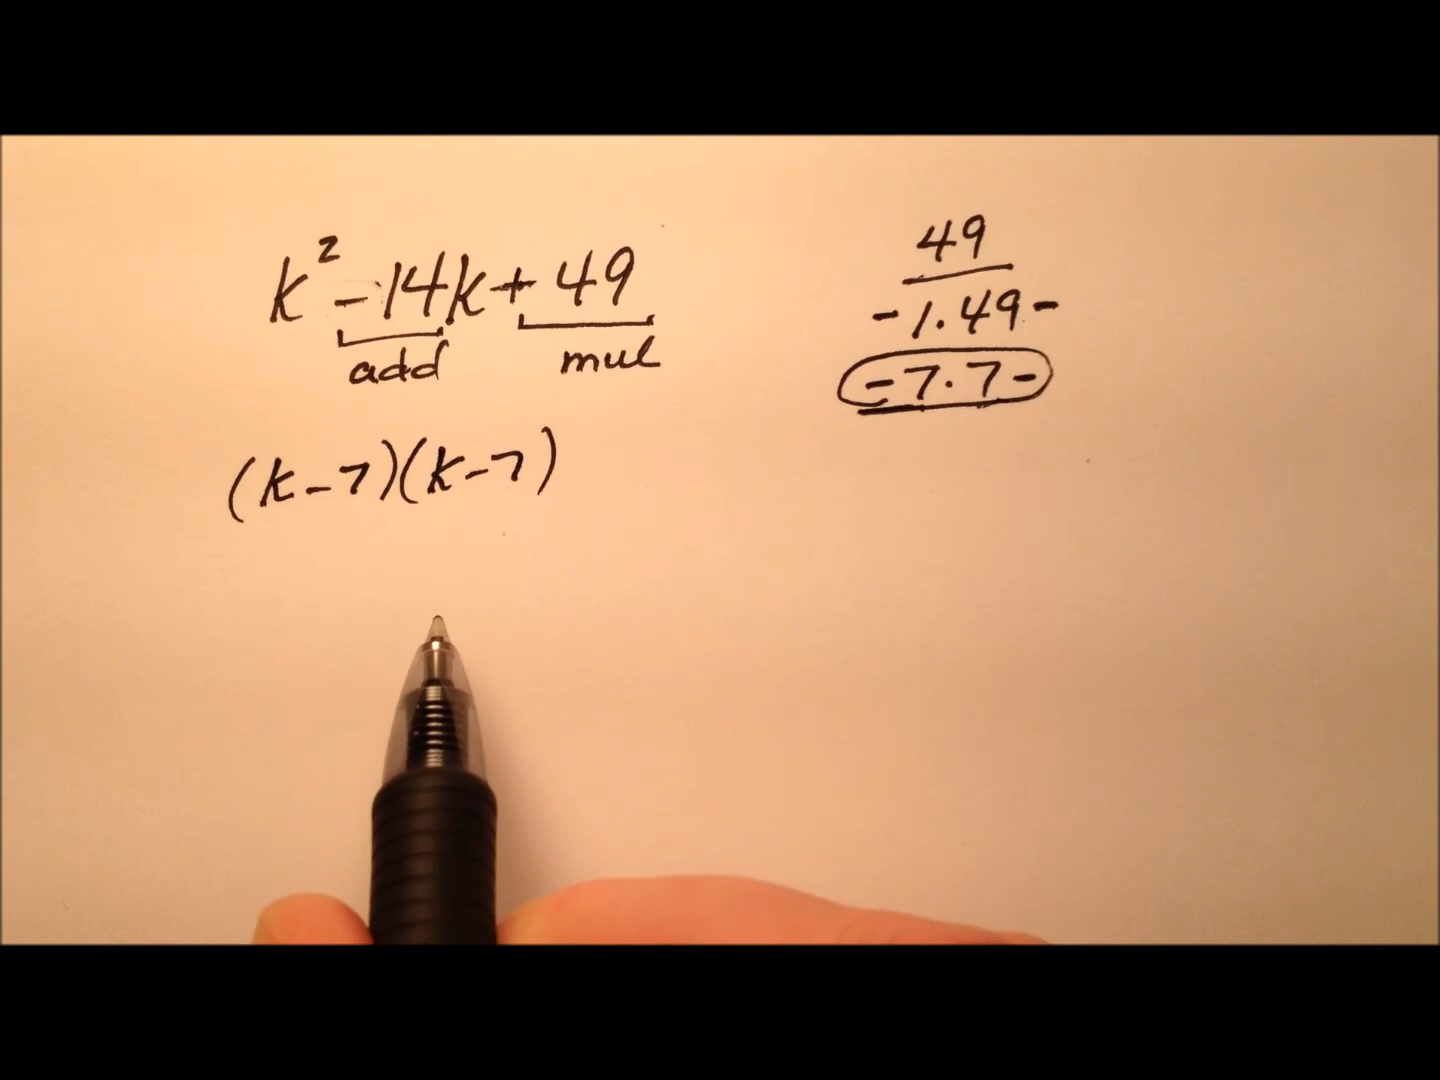 k² -14k + 49
add mul
(k-7)(k-7)
49
-1.49-
-7.7-